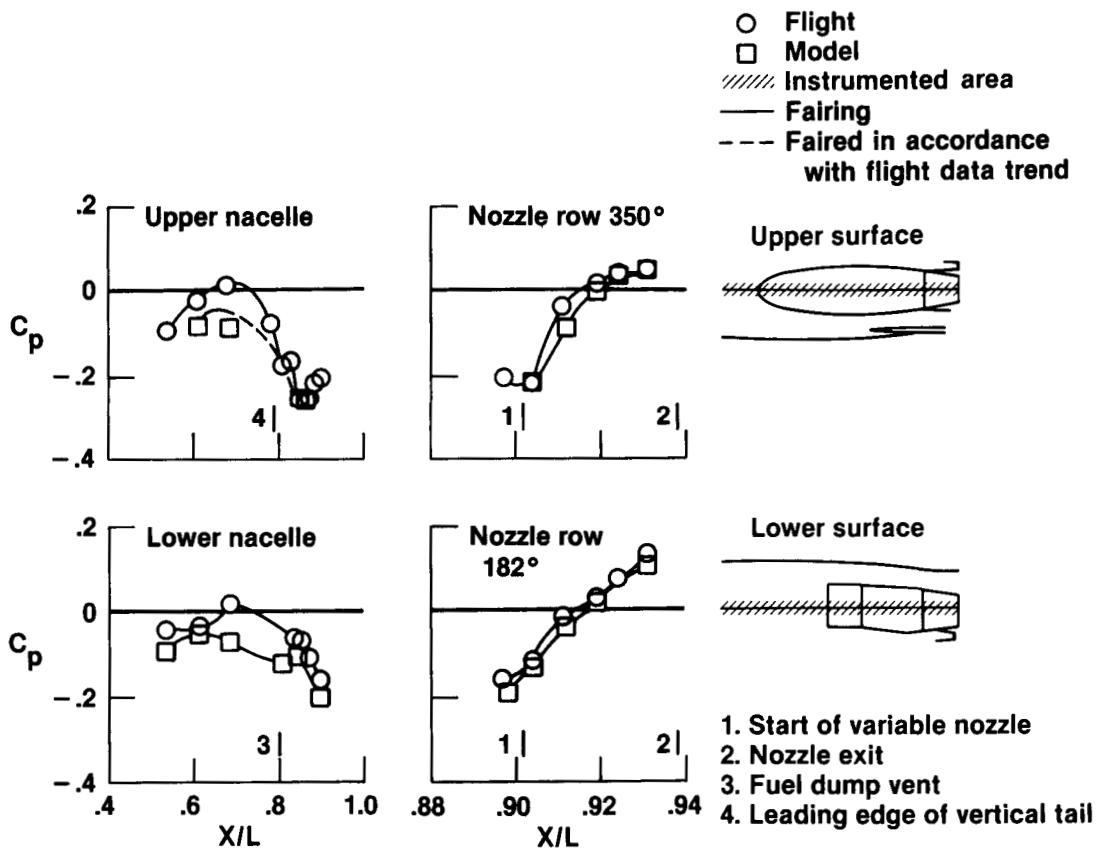 Flight
Model
Instrumented area
Fairing
Faired in accordance
with flight data trend
.2
0
−.2
−.4
Cp
Upper nacelle
4
Nozzle row 350°
1
2
Upper surface
.2
0
−.2
−.4
Cp
Lower nacelle
3
.4
.6
.8
1.0
X/L
Nozzle row
182°
1
2
.88
.90
.92
.94
X/L
Lower surface
1. Start of variable nozzle
2. Nozzle exit
3. Fuel dump vent
4. Leading edge of vertical tail